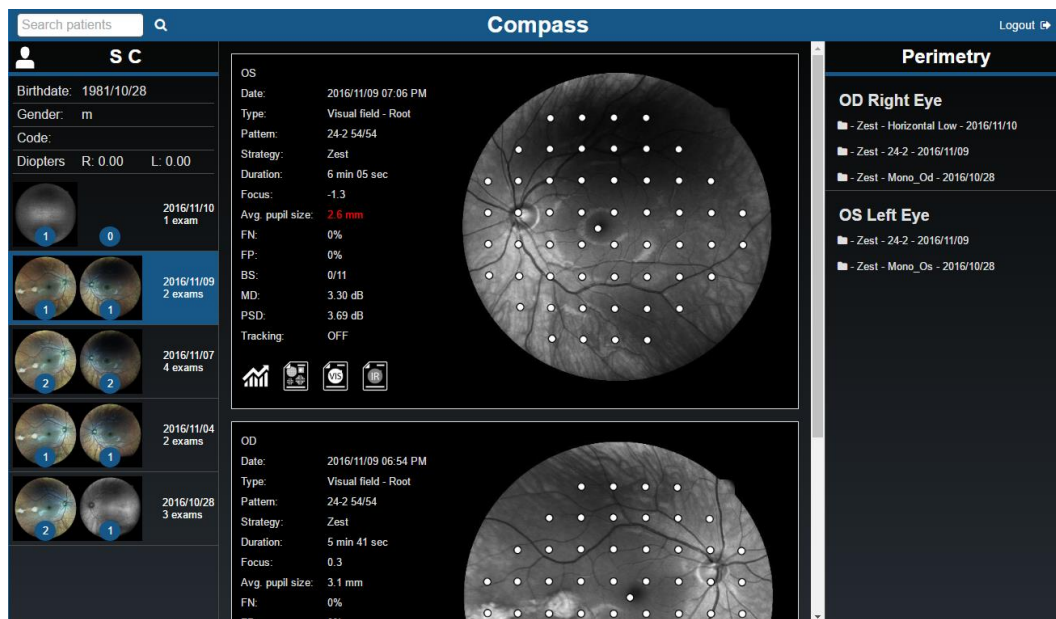 Search patients
Compass
Logout
S C
Birthdate: 1981/10/28
Gender: m
Code:
Diopters R: 0.00 L: 0.00
2016/11/10
1 exam
1
0
2016/11/09
2 exams
1
1
2016/11/07
4 exams
2
2
2016/11/04
2 exams
1
1
2016/10/28
3 exams
2
1
OS
Date: 2016/11/09 07:06 PM
Type: Visual field - Root
Pattern: 24-2 54/54
Strategy: Zest
Duration: 6 min 05 sec
Focus: -1.3
Avg. pupil size: 2.6 mm
FN: 0%
FP: 0%
BS: 0/11
MD: 3.30 dB
PSD: 3.69 dB
Tracking: OFF
VIS
IR
OD
Date: 2016/11/09 06:54 PM
Type: Visual field - Root
Pattern: 24-2 54/54
Strategy: Zest
Duration: 5 min 41 sec
Focus: 0.3
Avg. pupil size: 3.1 mm
FN: 0%
Perimetry
OD Right Eye
- Zest - Horizontal Low - 2016/11/10
- Zest - 24-2 - 2016/11/09
- Zest - Mono_Od - 2016/10/28
OS Left Eye
- Zest - 24-2 - 2016/11/09
- Zest - Mono_Os - 2016/10/28